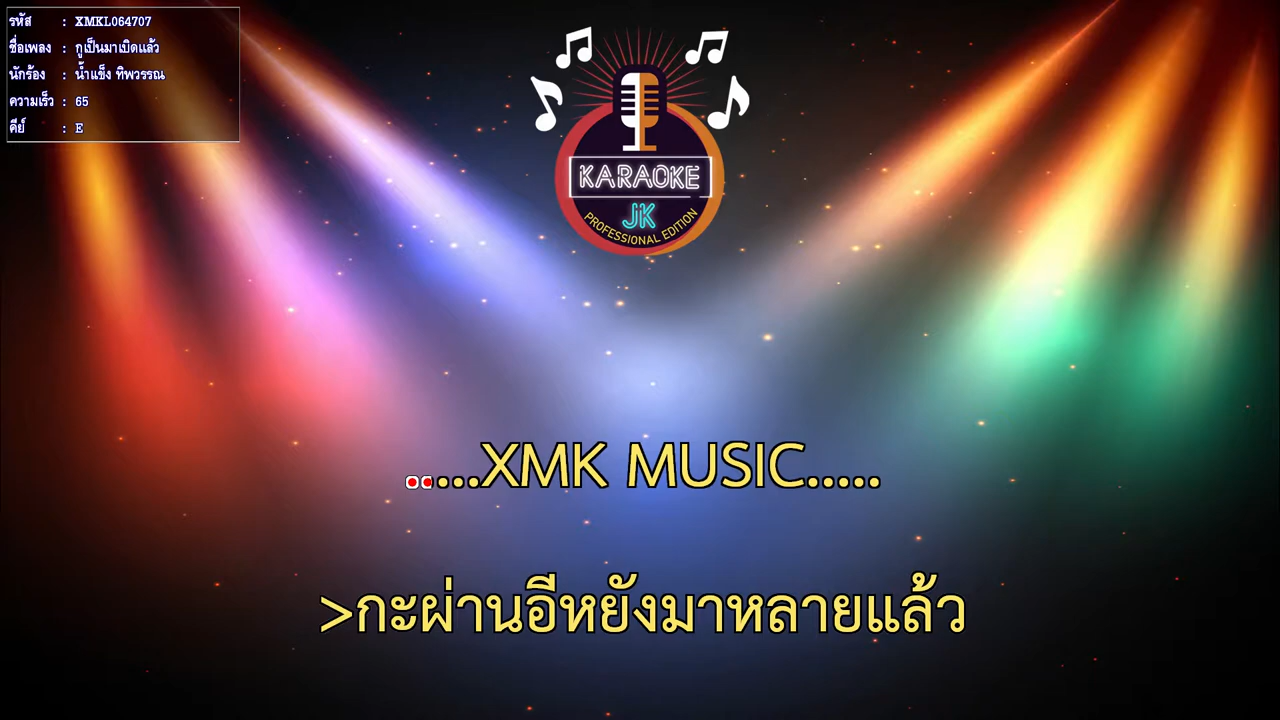 รหัส : XMKL064707
ชื่อเพลง : กูเป็นมาเบิดแล้ว
นักร้อง : น้ำแข็ง ทิพวรรณ
ความเร็ว : 65
คีย์ : E
KARAOKE
JK
PROFESSIONAL EDITION
.....XMK MUSIC.....
>กะผ่านอีหยังมาหลายแล้ว